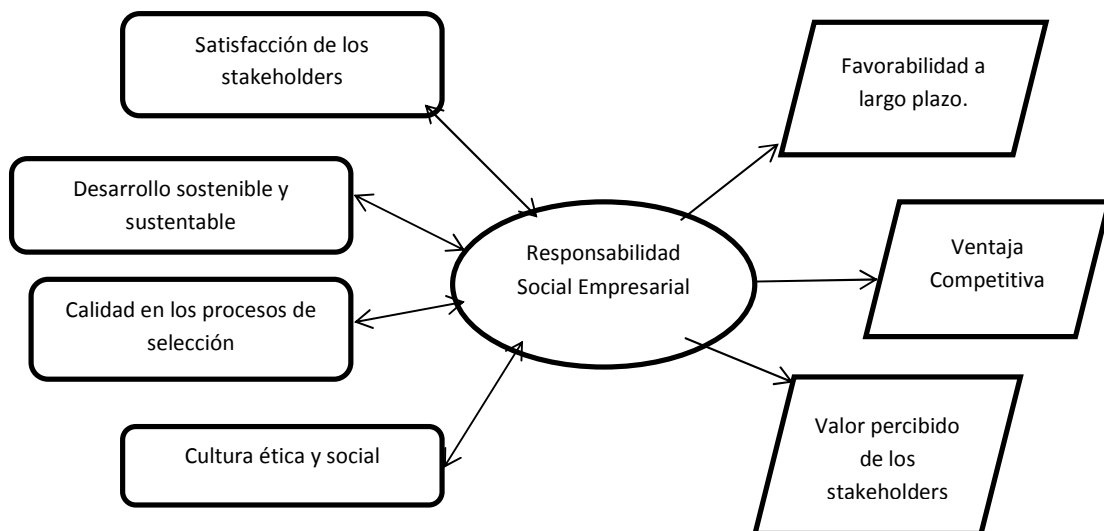 Satisfacción de los
stakeholders
Desarrollo sostenible y
sustentable
Calidad en los procesos de
selección
Cultura ética y social
Responsabilidad
Social Empresarial
Favorabilidad a
largo plazo.
Ventaja
Competitiva
Valor percibido
de los
stakeholders